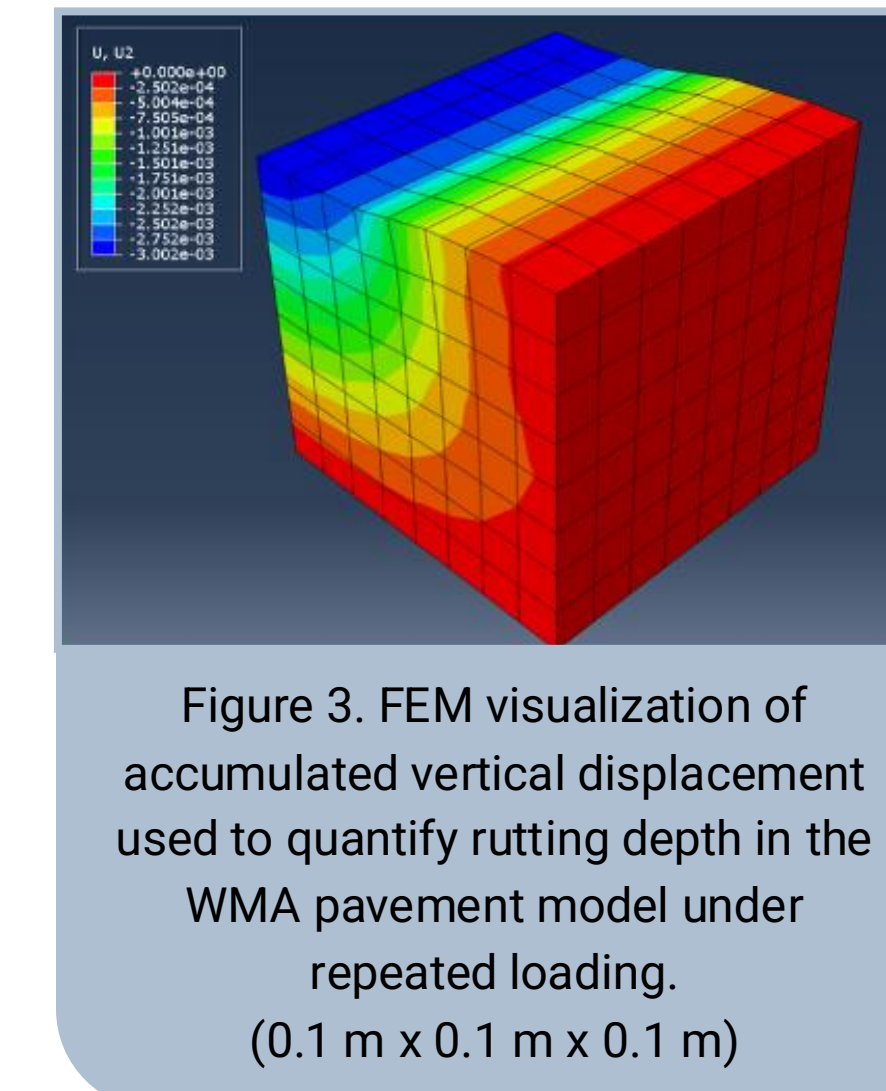 U, U2
+0.000e+00
-2.502e-04
-5.004e-04
-7.505e-04
-1.001e-03
-1.251e-03
-1.501e-03
-1.751e-03
-2.001e-03
-2.252e-03
-2.502e-03
-2.752e-03
-3.002e-03
Figure 3. FEM visualization of
accumulated vertical displacement
used to quantify rutting depth in the
WMA pavement model under
repeated loading.
(0.1 m x 0.1 m x 0.1 m)